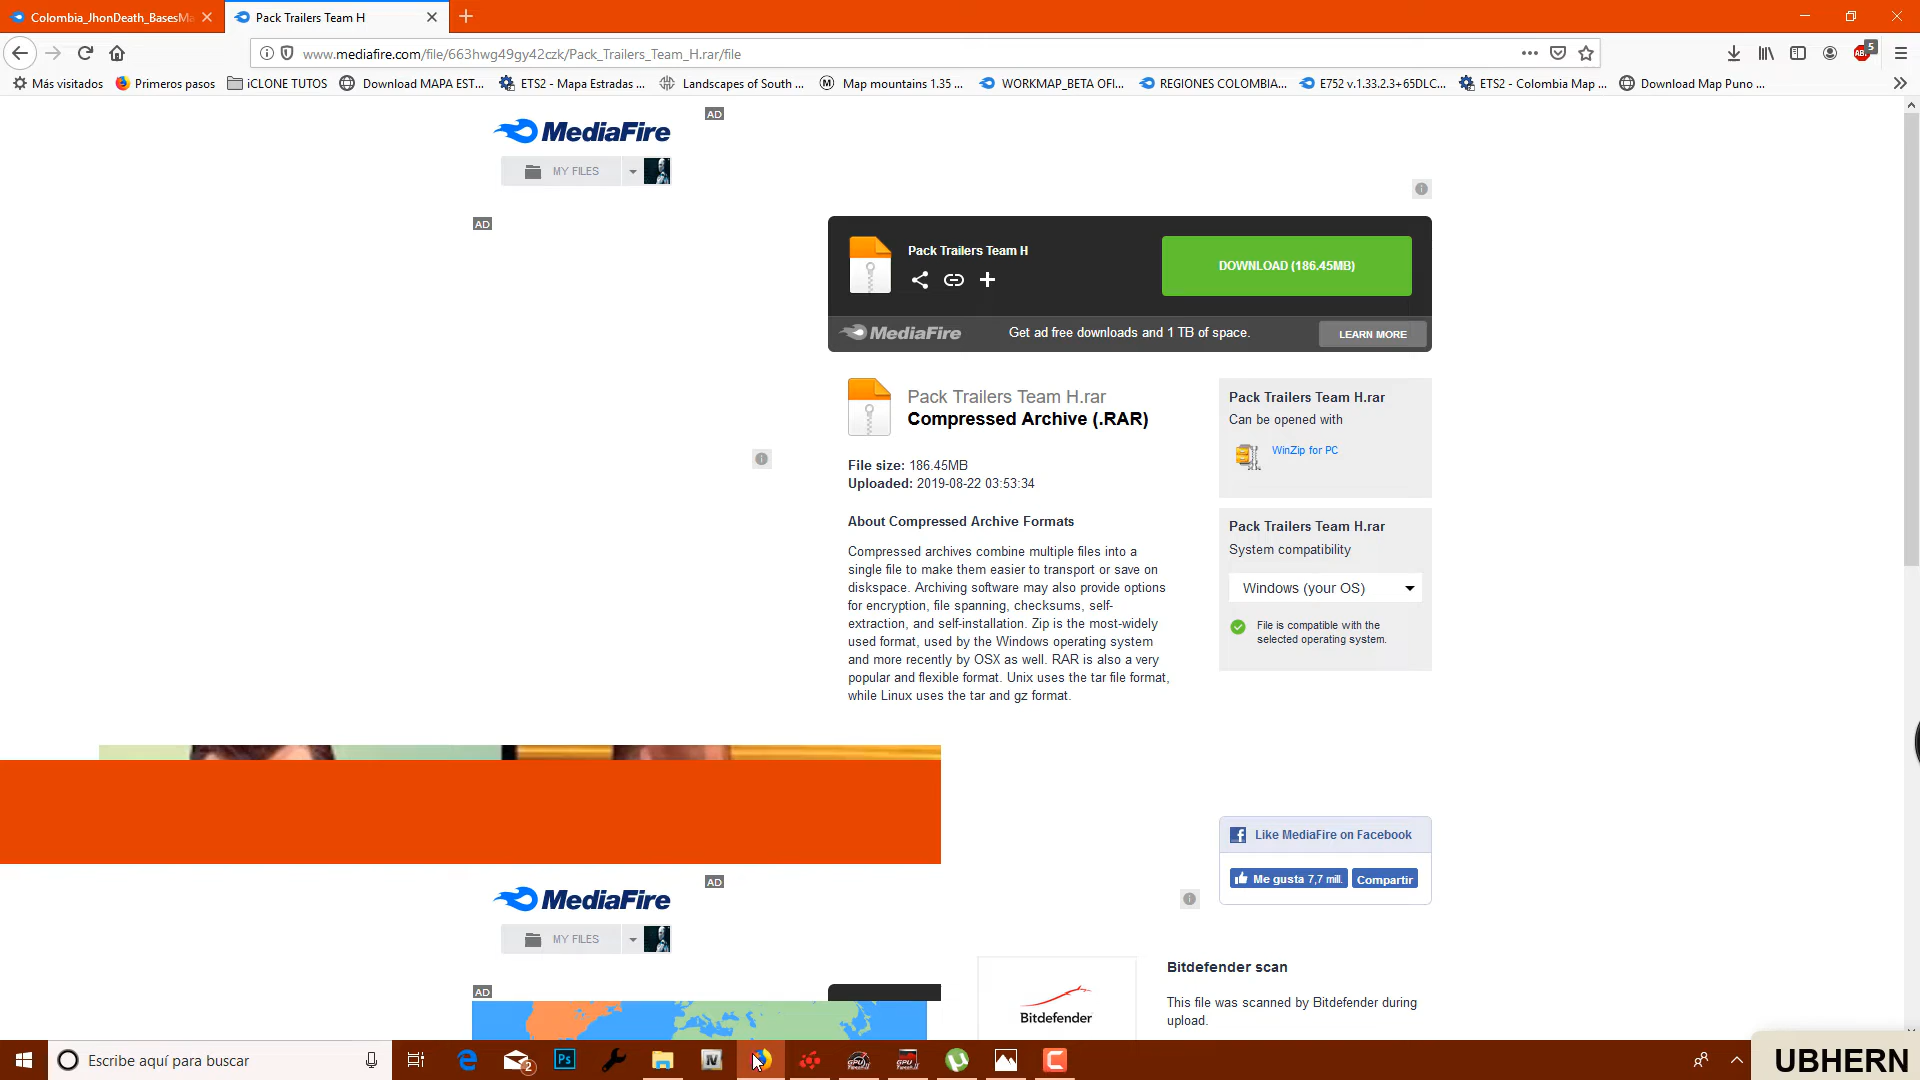 Colombia_JhonDeath_BasesMa
Pack Trailers Team H
www.mediafire.com/file/663hwg49gy42czk/Pack_Trailers_Team_H.rar/file
5
Más visitados
Primeros pasos
iCLONE TUTOS
Download MAPA EST...
ETS2 - Mapa Estradas ...
Landscapes of South ...
Map mountains 1.35 ...
WORKMAP_BETA OFI...
REGIONES COLOMBIA...
E752 v.1.33.2.3+65DLC...
ETS2 - Colombia Map ...
Download Map Puno ...
MediaFire
AD
MY FILES
AD
Pack Trailers Team H
DOWNLOAD (186.45MB)
MediaFire
Get ad free downloads and 1 TB of space.
LEARN MORE
Pack Trailers Team H.rar
Compressed Archive (.RAR)
File size: 186.45MB
Uploaded: 2019-08-22 03:53:34
About Compressed Archive Formats
Compressed archives combine multiple files into a
single file to make them easier to transport or save on
diskspace. Archiving software may also provide options
for encryption, file spanning, checksums, self-
extraction, and self-installation. Zip is the most-widely
used format, used by the Windows operating system
and more recently by OSX as well. RAR is also a very
popular and flexible format. Unix uses the tar file format,
while Linux uses the tar and gz format.
Pack Trailers Team H.rar
Can be opened with
WinZip for PC
Pack Trailers Team H.rar
System compatibility
Windows (your OS)
File is compatible with the
selected operating system.
Like MediaFire on Facebook
Me gusta 7,7 mill.
Compartir
MediaFire
AD
MY FILES
AD
Bitdefender
Bitdefender scan
This file was scanned by Bitdefender during
upload.
Escribe aquí para buscar
2
Ps
IV
UBHERN